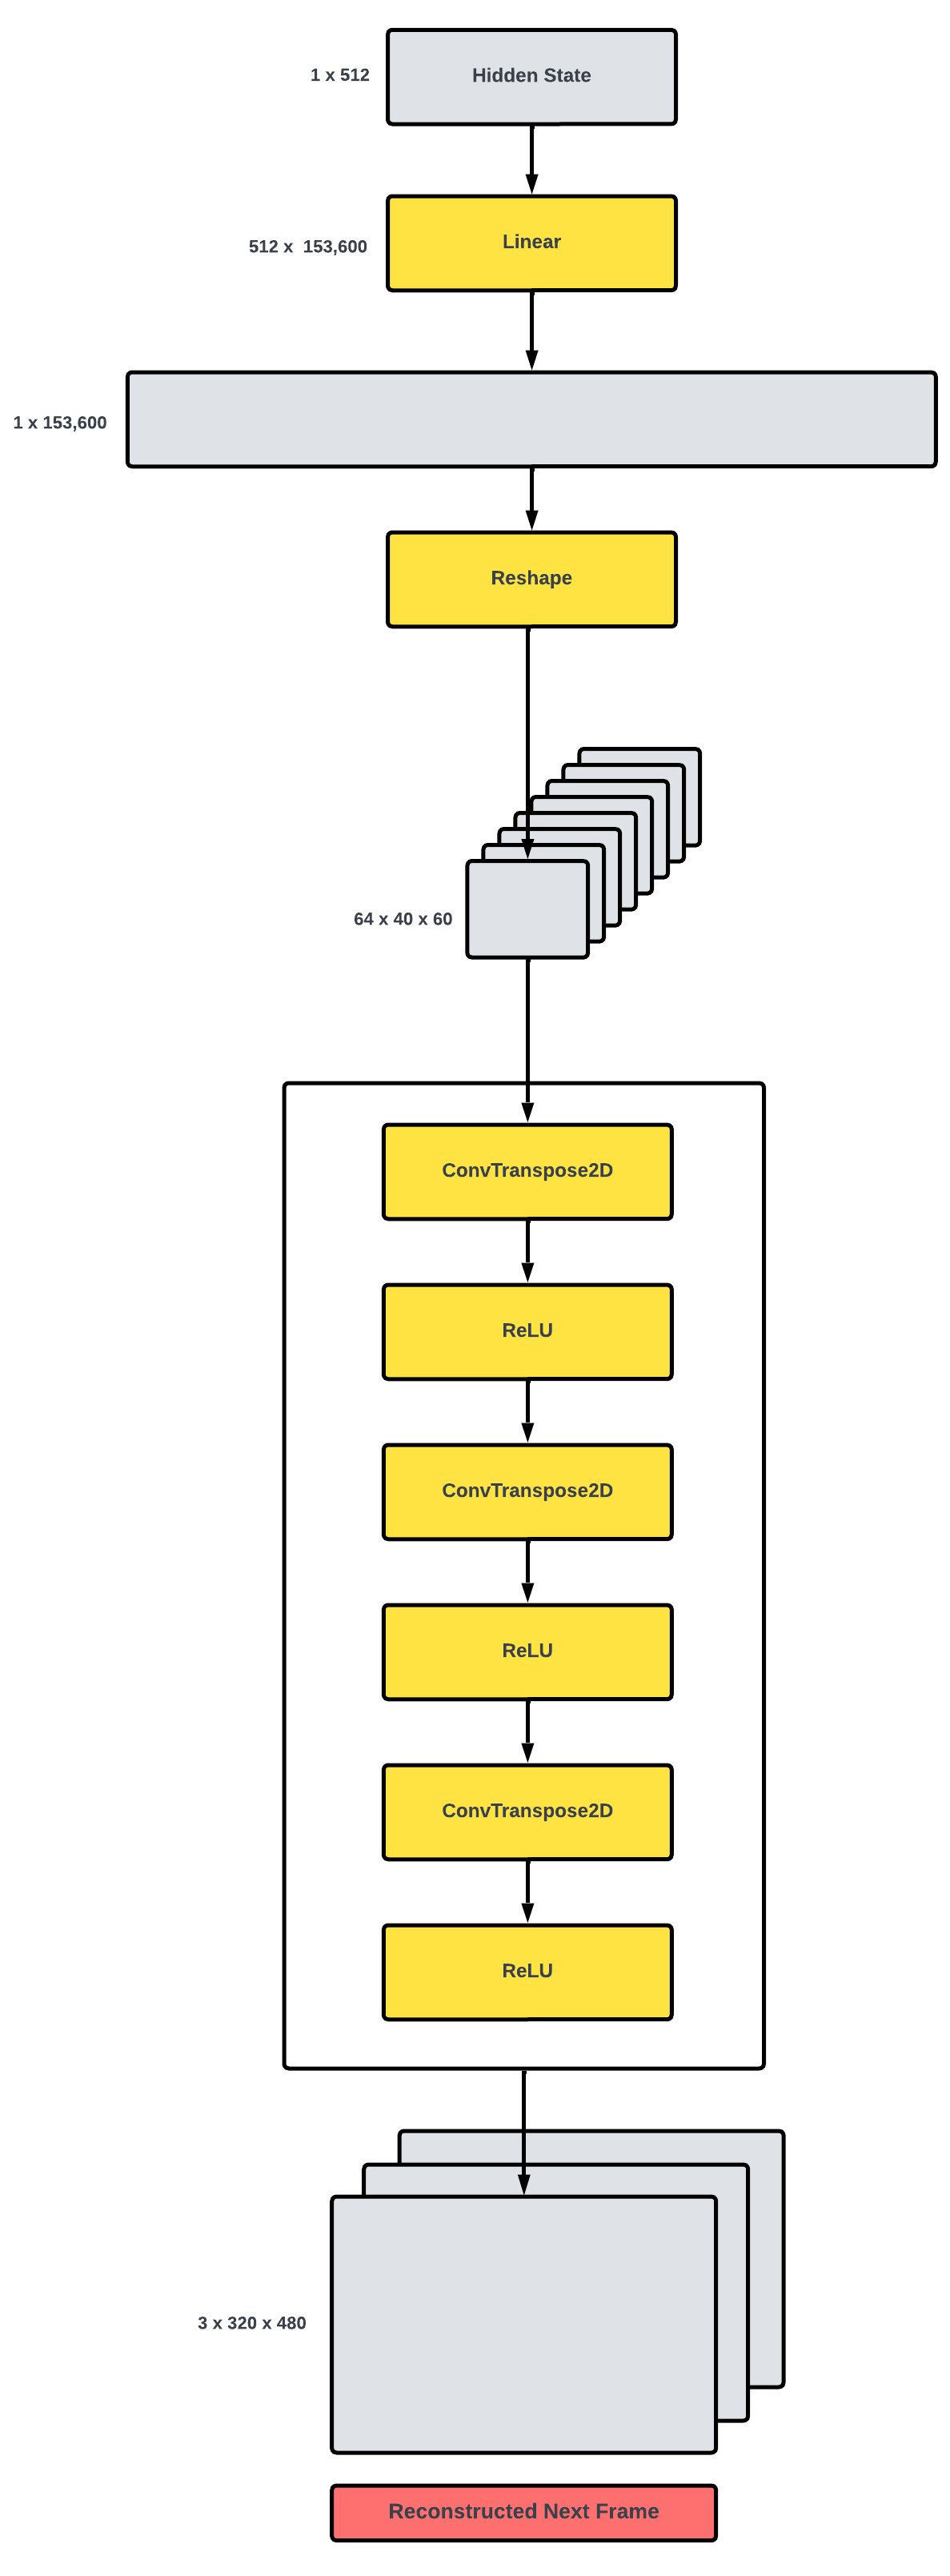 1 x 512
Hidden State
512 x  153,600
Linear
1 x 153,600
Reshape
64 x 40 x 60
ConvTranspose2D
ReLU
ConvTranspose2D
ReLU
ConvTranspose2D
ReLU
3 x 320 x 480
Reconstructed Next Frame